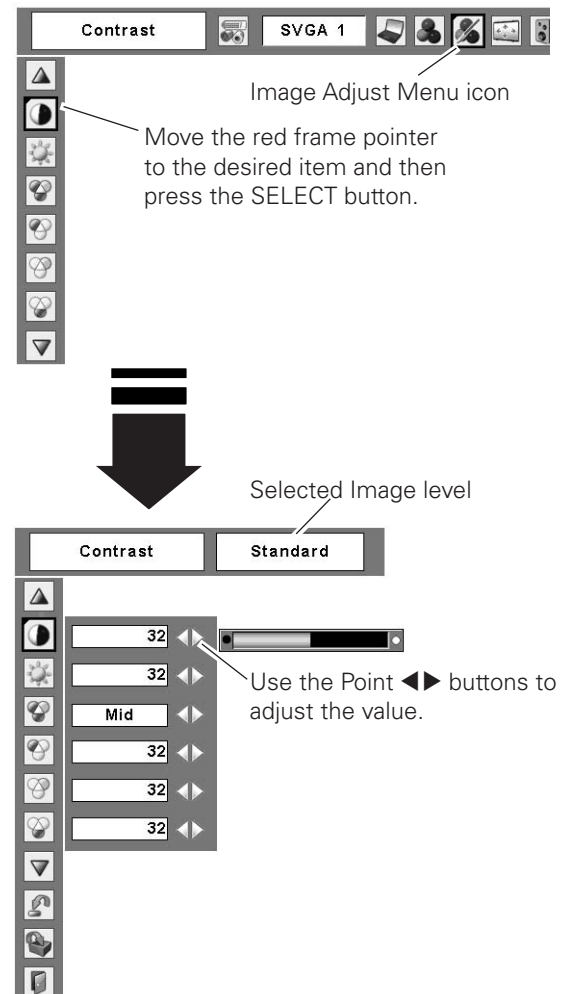 Contrast
SVGA 1
Image Adjust Menu icon
Move the red frame pointer
to the desired item and then
press the SELECT button.
Selected Image level
Contrast
Standard
32
32
Use the Point ◀▶ buttons to
adjust the value.
Mid
32
32
32